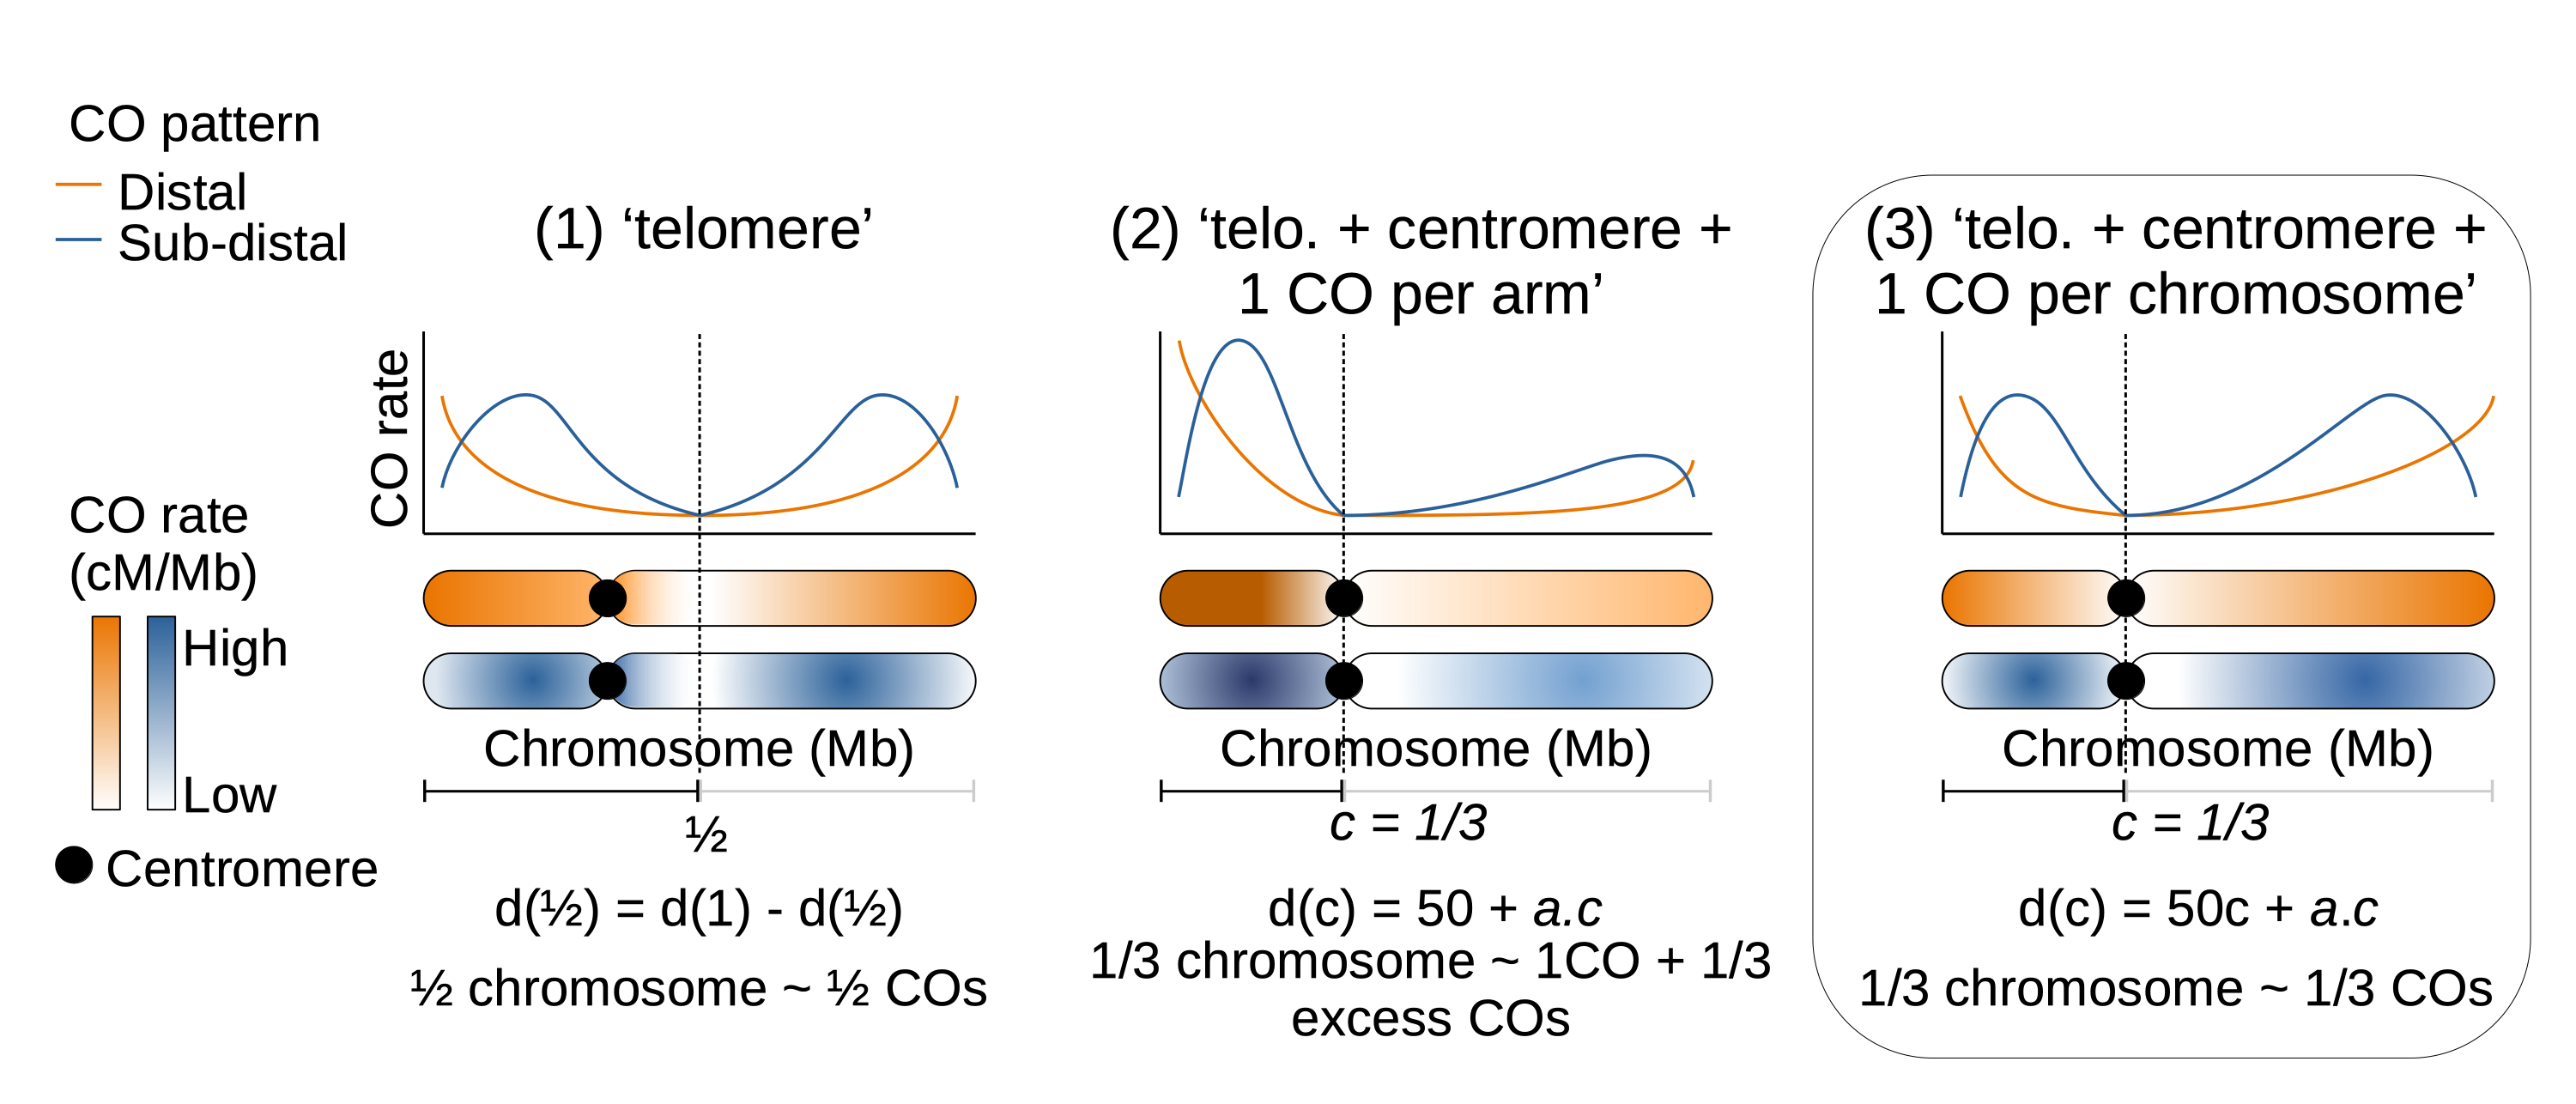 CO pattern
Distal
Sub-distal
CO rate
(cM/Mb)
High
Low
Centromere
(1) ‘telomere’
CO rate
Chromosome (Mb)
½
d(½) = d(1) - d(½)
½ chromosome ~ ½ COs
(2) ‘telo. + centromere +
1 CO per arm’
Chromosome (Mb)
c = 1/3
d(c) = 50 + a.c
1/3 chromosome ~ 1CO + 1/3
excess COs
(3) ‘telo. + centromere +
1 CO per chromosome’
Chromosome (Mb)
c = 1/3
d(c) = 50c + a.c
1/3 chromosome ~ 1/3 COs